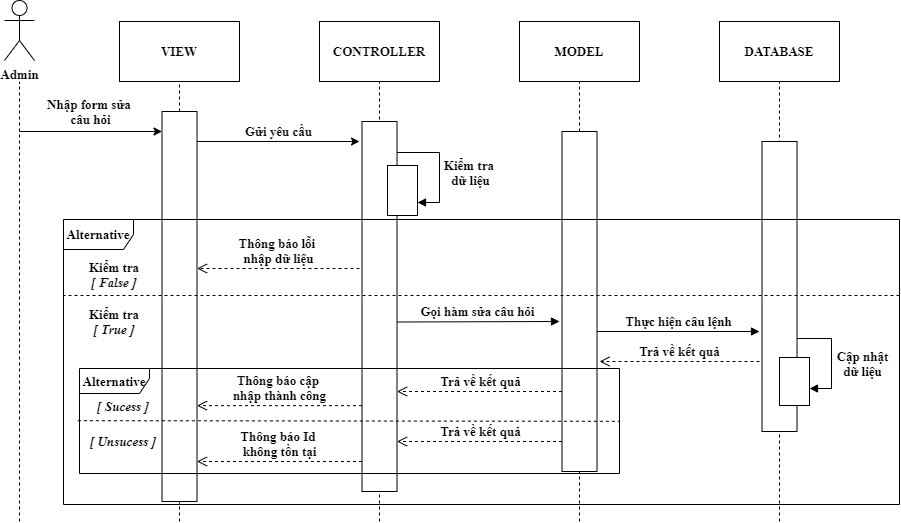 Admin
VIEW
CONTROLLER
MODEL
DATABASE
Nhập form sửa
câu hỏi
Gửi yêu cầu
Kiểm tra
dữ liệu
Alternative
Thông báo lỗi
nhập dữ liệu
Kiểm tra
[ False ]
Kiểm tra
[ True ]
Gọi hàm sửa câu hỏi
Thực hiện câu lệnh
Trả về kết quả
Cập nhật
dữ liệu
Alternative
Thông báo cập
nhập thành công
Trả về kết quả
[ Sucess ]
[ Unsucess ]
Thông báo Id
không tồn tại
Trả về kết quả